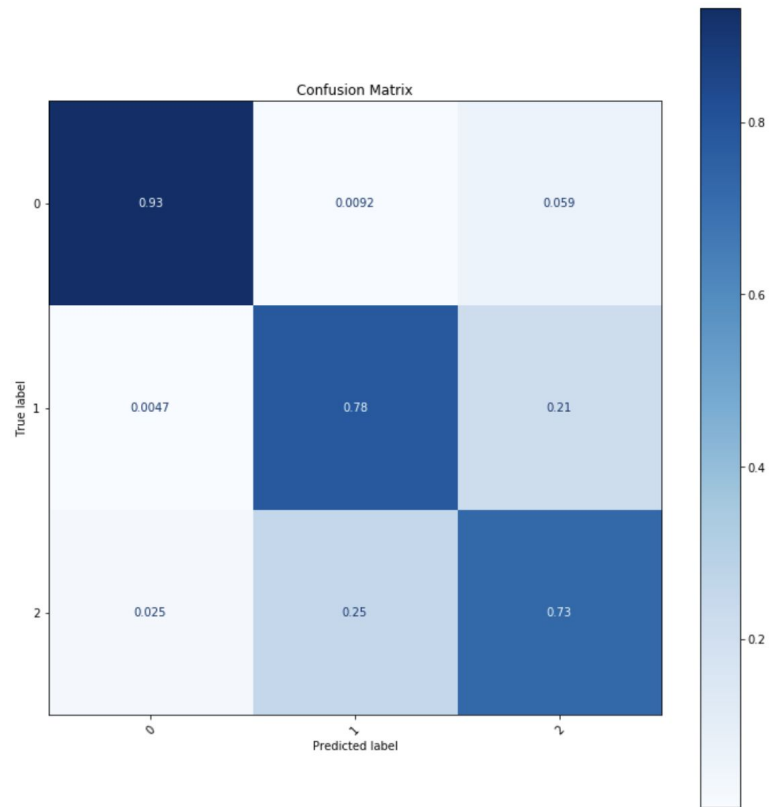 Confusion Matrix
0.8
0 0.93 0.0092 0.059
0.6
True label
1 0.0047 0.78 0.21
0.4
2 0.025 0.25 0.73
0.2
0 1 2
Predicted label